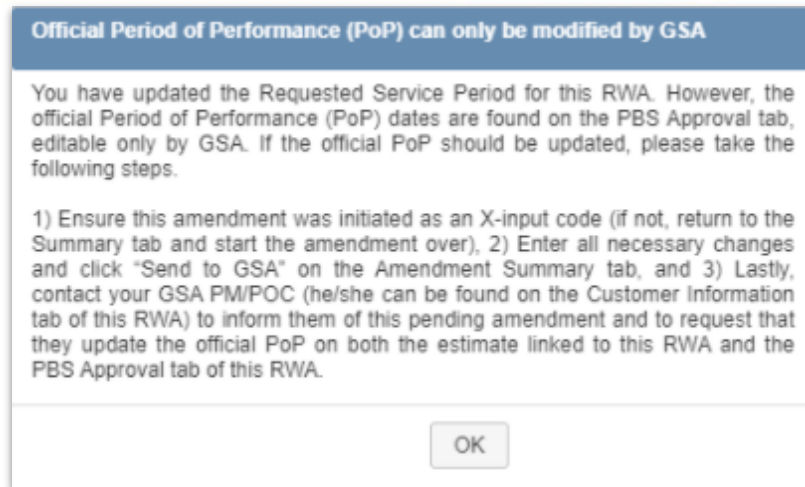 Official Period of Performance (PoP) can only be modified by GSA
You have updated the Requested Service Period for this RWA. However, the
official Period of Performance (PoP) dates are found on the PBS Approval tab,
editable only by GSA. If the official PoP should be updated, please take the
following steps.
1) Ensure this amendment was initiated as an X-input code (if not, return to the
Summary tab and start the amendment over), 2) Enter all necessary changes
and click “Send to GSA” on the Amendment Summary tab, and 3) Lastly,
contact your GSA PM/POC (he/she can be found on the Customer Information
tab of this RWA) to inform them of this pending amendment and to request that
they update the official PoP on both the estimate linked to this RWA and the
PBS Approval tab of this RWA.
OK